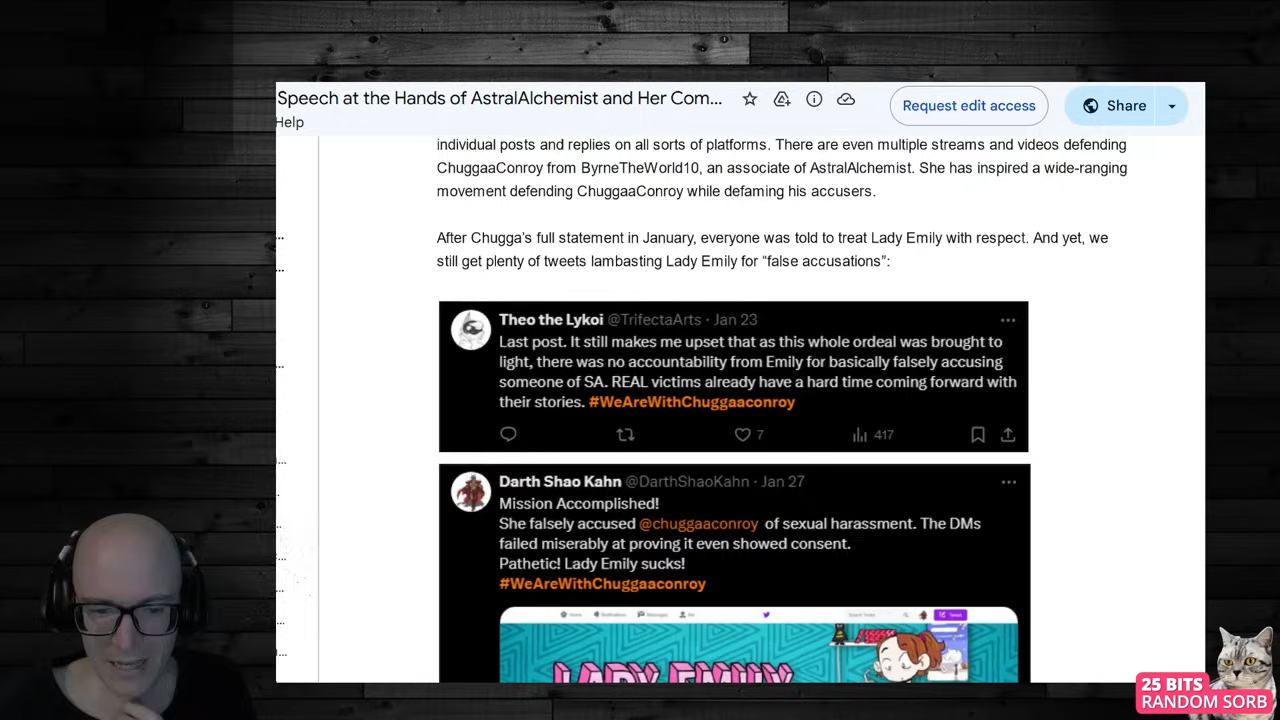 Speech at the Hands of AstralAlchemist and Her Com...
Request edit access
Share
Help
individual posts and replies on all sorts of platforms. There are even multiple streams and videos defending
ChuggaaConroy from ByrneTheWorld10, an associate of AstralAlchemist. She has inspired a wide-ranging
movement defending ChuggaaConroy while defaming his accusers.
After Chugga's full statement in January, everyone was told to treat Lady Emily with respect. And yet, we
still get plenty of tweets lambasting Lady Emily for “false accusations”:
Theo the Lykoi @TrifectaArts · Jan 23
Last post. It still makes me upset that as this whole ordeal was brought to
light, there was no accountability from Emily for basically falsely accusing
someone of SA. REAL victims already have a hard time coming forward with
their stories. #WeAreWithChuggaaconroy
7
417
Darth Shao Kahn @DarthShaoKahn · Jan 27
Mission Accomplished!
She falsely accused @chuggaaconroy of sexual harassment. The DMs
failed miserably at proving it even showed consent.
Pathetic! Lady Emily sucks!
#WeAreWithChuggaaconroy
LADY EMILY
25 BITS
RANDOM SORB